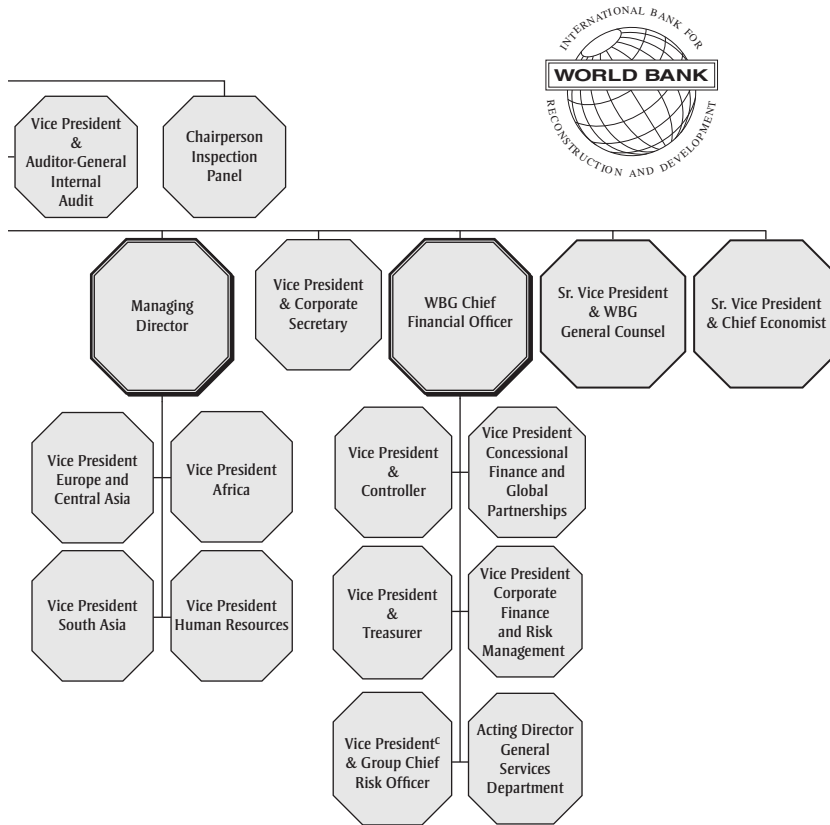 INTERNATIONAL BANK FOR
WORLD BANK
RECONSTRUCTION AND DEVELOPMENT
Vice President
&
Auditor-General
Internal
Audit
Chairperson
Inspection
Panel
Managing
Director
Vice President
& Corporate
Secretary
WBG Chief
Financial Officer
Sr. Vice President
& WBG
General Counsel
Sr. Vice President
& Chief Economist
Vice President
Europe and
Central Asia
Vice President
Africa
Vice President
South Asia
Vice President
Human Resources
Vice President
&
Controller
Vice President
Concessional
Finance and
Global
Partnerships
Vice President
&
Treasurer
Vice President
Corporate
Finance
and Risk
Management
Vice Presidentᶜ
& Group Chief
Risk Officer
Acting Director
General
Services
Department